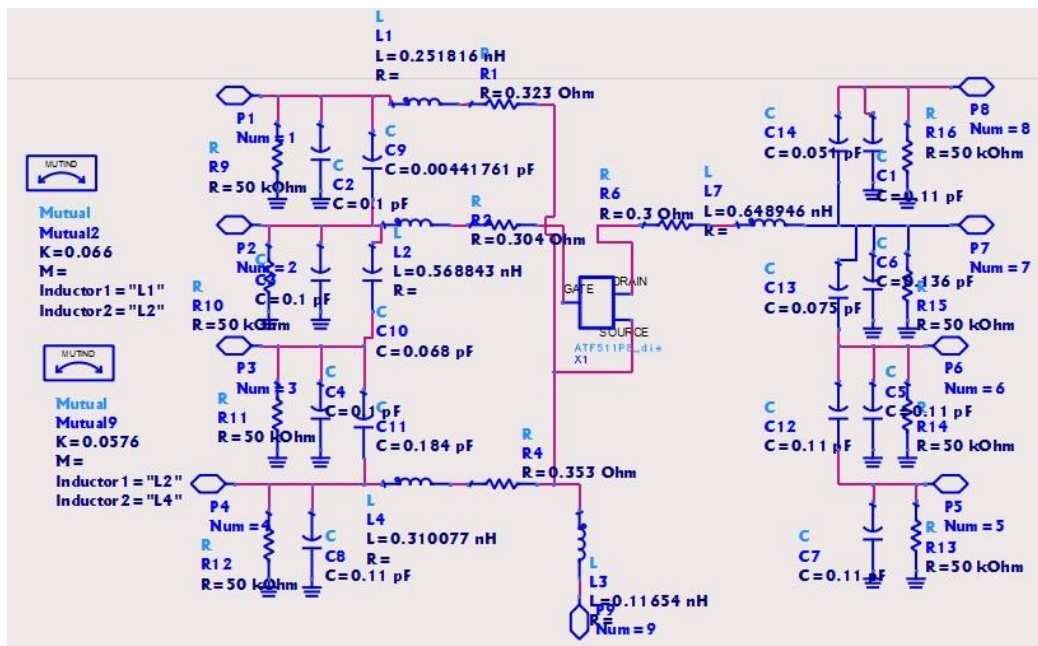 L
L1
L=0.251816 nH
R=
R
R1
R=0.323 Ohm
P1
Num=1
R
R9
R=50 kOhm
C
C2
C=0.1 pF
C
C9
C=0.00441761 pF
MUTIND
Mutual
Mutual2
K=0.066
M=
Inductor1="L1"
Inductor2="L2"
P2
Num=2
R
R10
R=50 kOhm
C
C3
C=0.1 pF
L
L2
L=0.568843 nH
R=
R
R2
R=0.304 Ohm
C
C10
C=0.068 pF
MUTIND
Mutual
Mutual9
K=0.0576
M=
Inductor1="L2"
Inductor2="L4"
P3
Num=3
R
R11
R=50 kOhm
C
C4
C=0.1 pF
C
C11
C=0.184 pF
R
R4
R=0.353 Ohm
P4
Num=4
R
R12
R=50 kOhm
C
C8
C=0.11 pF
L
L4
L=0.310077 nH
R=
L
L3
L=0.11654 nH
R=
P9
Num=9
GATE
DRAIN
SOURCE
ATF511P8_die
X1
R
R6
R=0.3 Ohm
L
L7
L=0.648946 nH
R=
C
C14
C=0.051 pF
C
C1
C=0.11 pF
R
R16
R=50 kOhm
P8
Num=8
C
C13
C=0.075 pF
C
C6
C=0.136 pF
R
R15
R=50 kOhm
P7
Num=7
C
C12
C=0.11 pF
C
C5
C=0.11 pF
R
R14
R=50 kOhm
P6
Num=6
C
C7
C=0.11 pF
R
R13
R=50 kOhm
P5
Num=5